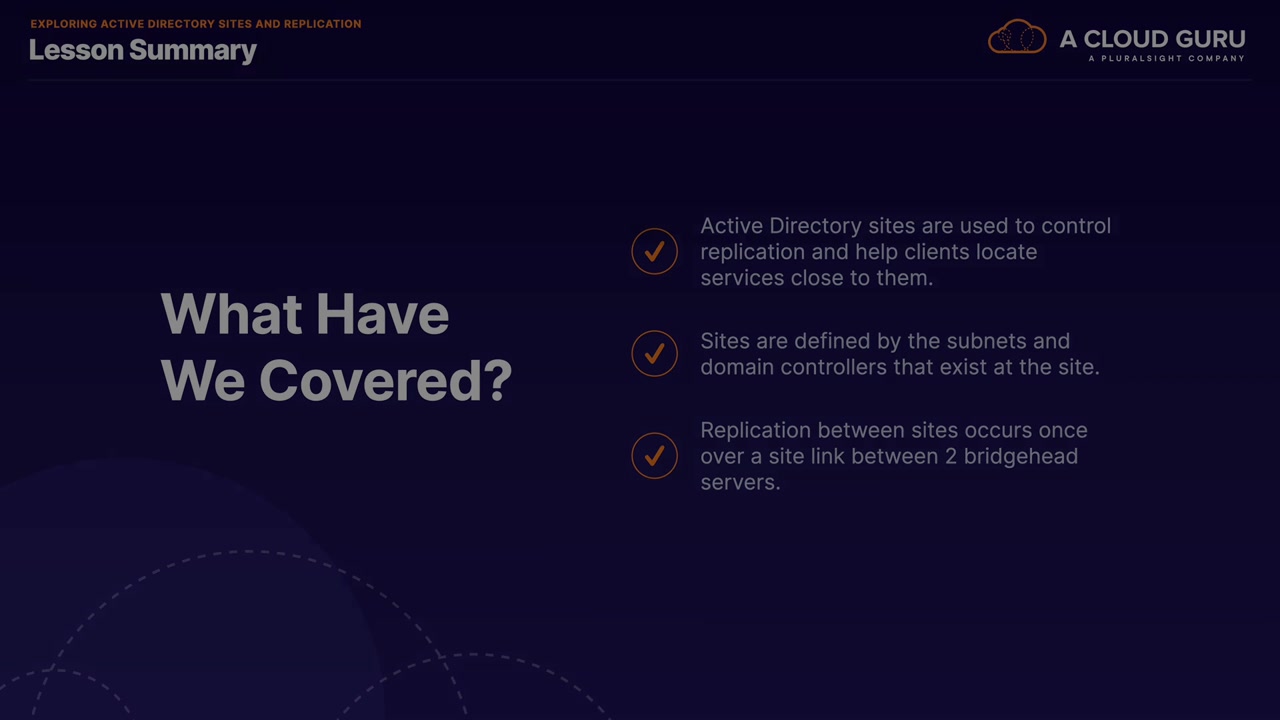 EXPLORING ACTIVE DIRECTORY SITES AND REPLICATION
Lesson Summary
A CLOUD GURU
A PLURALSIGHT COMPANY
What Have
We Covered?
Active Directory sites are used to control
replication and help clients locate
services close to them.
Sites are defined by the subnets and
domain controllers that exist at the site.
Replication between sites occurs once
over a site link between 2 bridgehead
servers.